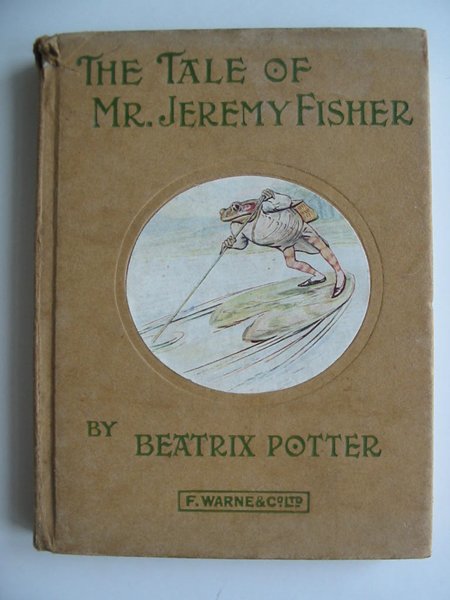 THE TALE OF
MR. JEREMY FISHER
BY BEATRIX POTTER
F. WARNE & CO LTD